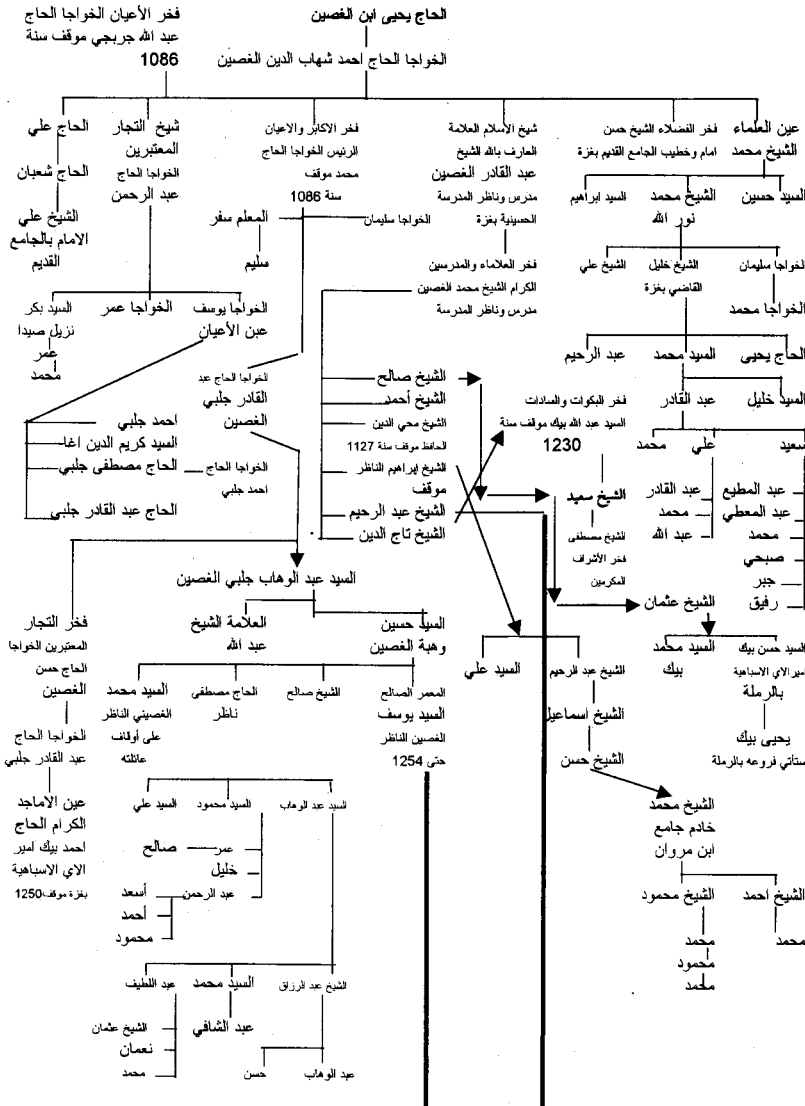 الحاج يحيى ابن الغصين
الخواجا الحاج احمد شهاب الدين الغصين
فخر الأعيان الخواجا الحاج
عبد الله جربجي موقف سنة
1086
عين العلماء
الشيخ محمد
فخر الفضلاء الشيخ حسن
امام وخطيب الجامع القديم بغزة
شيخ الأسلام العلامة
العارف بالله الشيخ
عبد القادر الغصين
مدرس وناظر المدرسة
الحسينية بغزة
فخر الاكابر والاعيان
الرئيس الخواجا الحاج
محمد موقف
سنة 1086
شيخ التجار
المعتبرين
الخواجا الحاج
عبد الرحمن
الحاج علي
الحاج شعبان
الشيخ علي
الامام بالجامع
القديم
السيد حسين
الشيخ محمد
نور الله
السيد ابراهيم
الخواجا سليمان
المعلم سفر
سليم
فخر العلاماء والمدرسين
الكرام الشيخ محمد الغصين
مدرس وناظر المدرسة
الخواجا سليمان
الشيخ خليل
القاضي بغزة
الشيخ علي
الخواجا محمد
الخواجا يوسف
عبن الأعيان
الخواجا عمر
السيد بكر
نزيل صيدا
عمر
محمد
الحاج يحيى
السيد محمد
عبد الرحيم
السيد خليل
عبد القادر
الخواجا الحاج عبد
القادر جلبي
الغصين
الشيخ صالح
الشيخ أحمد
الشيخ محي الدين
الحافظ موقف سنة 1127
الشيخ ابراهيم الناظر
موقف
الشيخ عبد الرحيم
الشيخ تاج الدين
فخر البكوات والسادات
السيد عبد الله بيك موقف سنة
1230
الشيخ سعيد
الشيخ مصطفى
فخر الأشراف
المكرمين
سعيد
علي
محمد
عبد المطيع
عبد المعطي
محمد
صبحي
جبر
رفيق
عبد القادر
محمد
عبد الله
احمد جلبي
السيد كريم الدين اغا
الحاج مصطفى جلبي
الخواجا الحاج
احمد جلبي
الحاج عبد القادر جلبي
السيد عبد الوهاب جلبي الغصين
الشيخ عثمان
السيد حسن بيك
امير الاي الاسباهية
بالرملة
السيد محمد
بيك
يحيى بيك
ستأتي فروعه بالرملة
السيد حسين
وهبة الغصين
العلامة الشيخ
عبد الله
فخر التجار
المعتبرين الخواجا
الحاج حسن
الغصين
الخواجا الحاج
عبد القادر جلبي
عين الاماجد
الكرام الحاج
احمد بيك امير
الاي الاسباهية
بغزة موقف1250
الشيخ عبد الرحيم
السيد علي
الشيخ اسماعيل
الشيخ حسن
المعمر الصالح
السيد يوسف
الغصين الناظر
حتى 1254
الشيخ صالح
الحاج مصطفى
ناظر
السيد محمد
الغصيني الناظر
على أوقاف
عائلته
الشيخ محمد
خادم جامع
ابن مروان
الشيخ احمد
الشيخ محمود
محمد
محمد
محمود
محمد
السيد عبد الوهاب
السيد محمود
السيد علي
عمر
صالح
خليل
عبد الرحمن
أسعد
أحمد
محمود
الشيخ عبد الرزاق
السيد محمد
عبد اللطيف
عبد الشافي
الشيخ عثمان
نعمان
محمد
عبد الوهاب
حسن